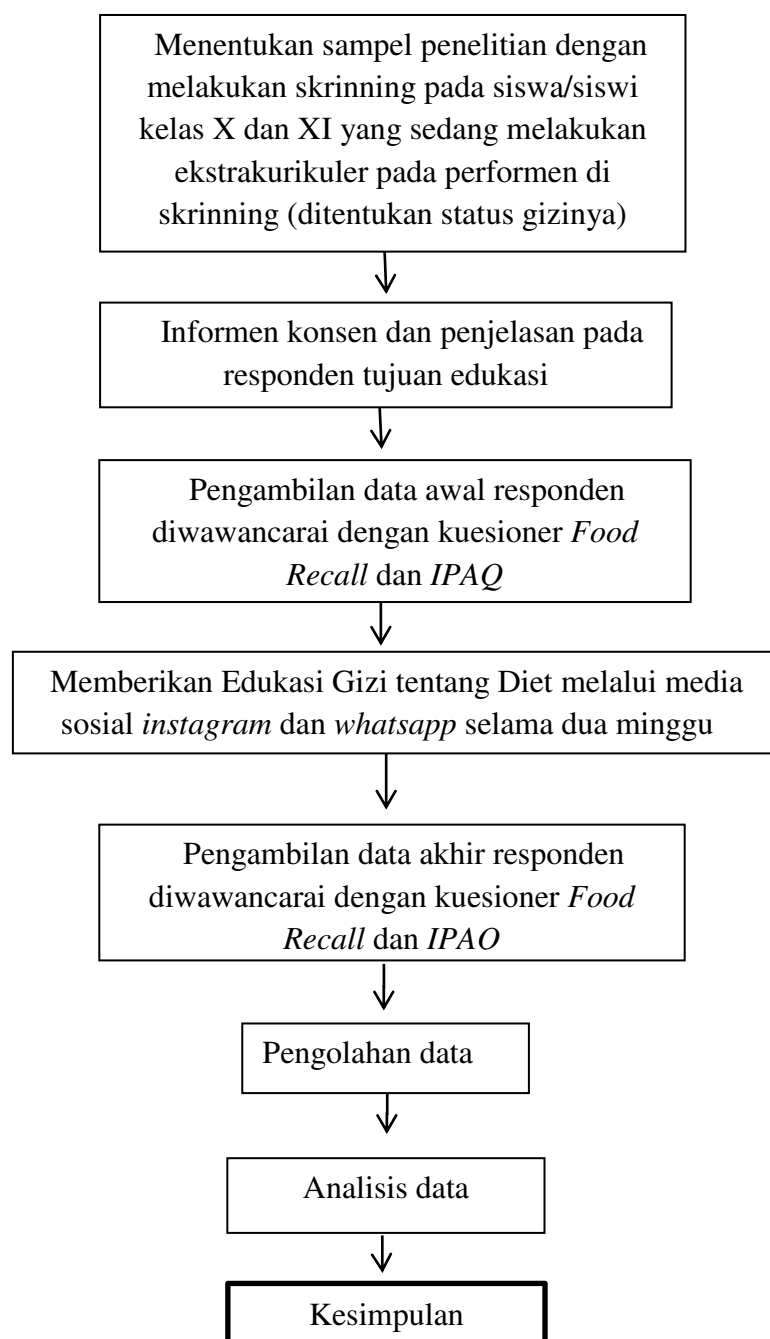 Menentukan sampel penelitian dengan
melakukan skrinning pada siswa/siswi
kelas X dan XI yang sedang melakukan
ekstrakurikuler pada performen di
skrinning (ditentukan status gizinya)
Informen konsen dan penjelasan pada
responden tujuan edukasi
Pengambilan data awal responden
diwawancarai dengan kuesioner Food
Recall dan IPAQ
Memberikan Edukasi Gizi tentang Diet melalui media
sosial instagram dan whatsapp selama dua minggu
Pengambilan data akhir responden
diwawancarai dengan kuesioner Food
Recall dan IPAO
Pengolahan data
Analisis data
Kesimpulan